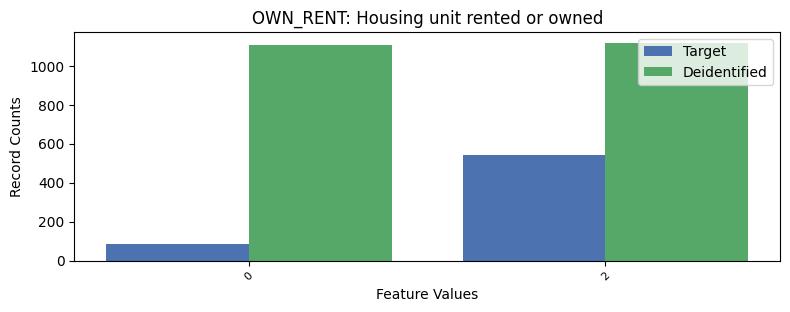 OWN_RENT: Housing unit rented or owned
Target
Deidentified
Record Counts
1000
800
600
400
200
0
0
2
Feature Values